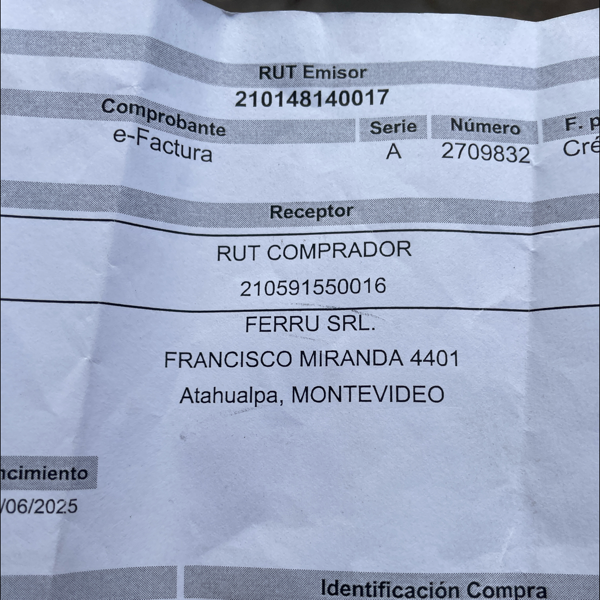 RUT Emisor
210148140017
Comprobante Serie Número F.
e-Factura A 2709832
Receptor
RUT COMPRADOR
210591550016
FERRU SRL.
FRANCISCO MIRANDA 4401
Atahualpa, MONTEVIDEO
ncimiento
/06/2025
Identificación Compra